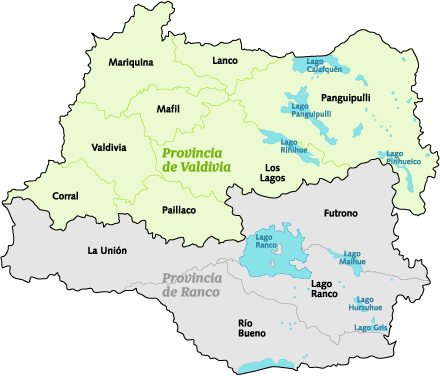 Mariquina
Lanco
Lago
Calafquén
Panguipulli
Mafil
Lago
Panguipulli
Valdivia
Lago
Riñihue
Provincia
de Valdivia
Lago
Pirihueico
Los
Lagos
Corral
Paillaco
Futrono
La Unión
Lago
Ranco
Lago
Maihue
Provincia
de Ranco
Lago
Ranco
Lago
Huishue
Río
Bueno
Lago Gris